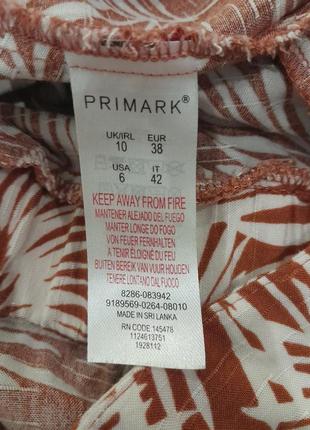 PRIMARK®
UK/IRL EUR
10 38
USA IT
6 42
KEEP AWAY FROM FIRE
MANTENER ALEJADO DEL FUEGO
MANTER LONGE DO FOGO
VON FEUER FERNHALTEN
À TENIR ÉLOIGNÉ DU FEU
BUITEN BEREIK VAN VUUR HOUDEN
TENERE LONTANO DAL FUOCO
8286-083942
9189569-0264-08010
MADE IN SRI LANKA
RN CODE 145478
1124613751
1928112